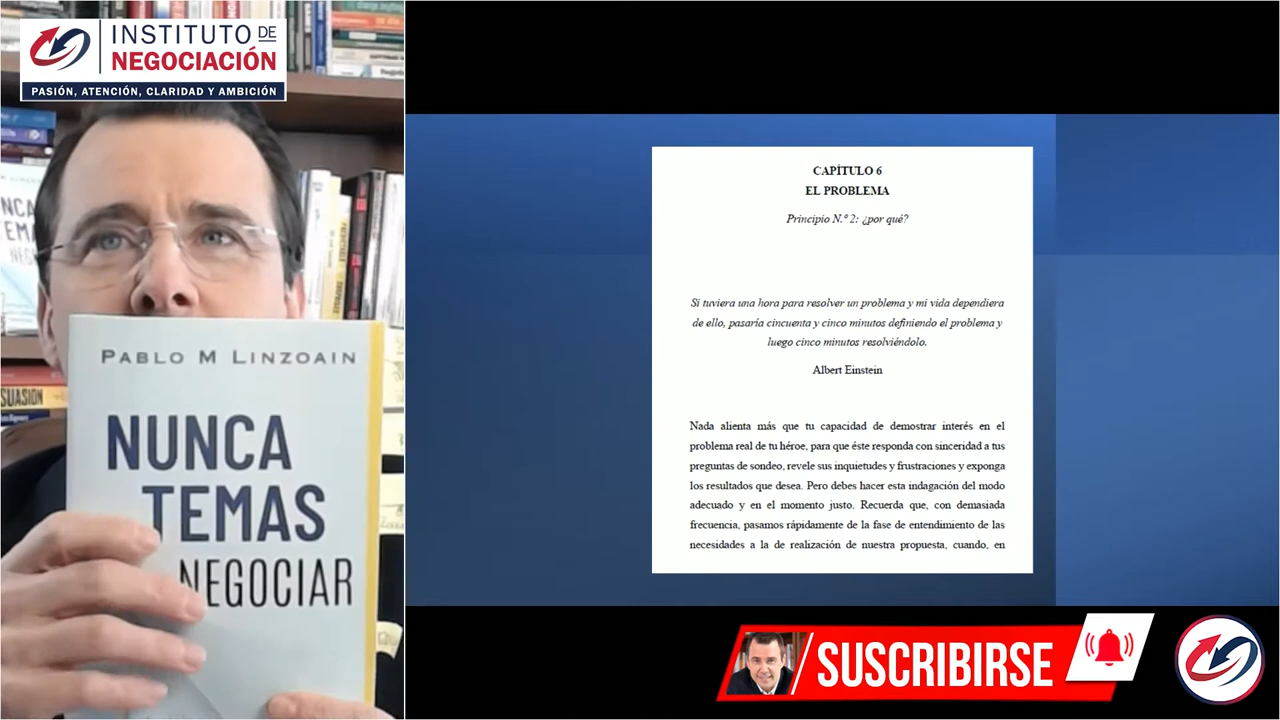 INSTITUTO DE
NEGOCIACIÓN
PASIÓN, ATENCIÓN, CLARIDAD Y AMBICIÓN
PABLO M LINZOAIN
NUNCA
TEMAS
NEGOCIAR
SUASION
CAPÍTULO 6
EL PROBLEMA
Principio N.º 2: ¿por qué?
Si tuviera una hora para resolver un problema y mi vida dependiera
de ello, pasaría cincuenta y cinco minutos definiendo el problema y
luego cinco minutos resolviéndolo.
Albert Einstein
Nada alienta más que tu capacidad de demostrar interés en el
problema real de tu héroe, para que éste responda con sinceridad a tus
preguntas de sondeo, revele sus inquietudes y frustraciones y exponga
los resultados que desea. Pero debes hacer esta indagación del modo
adecuado y en el momento justo. Recuerda que, con demasiada
frecuencia, pasamos rápidamente de la fase de entendimiento de las
necesidades a la de realización de nuestra propuesta, cuando, en
SUSCRIBIRSE